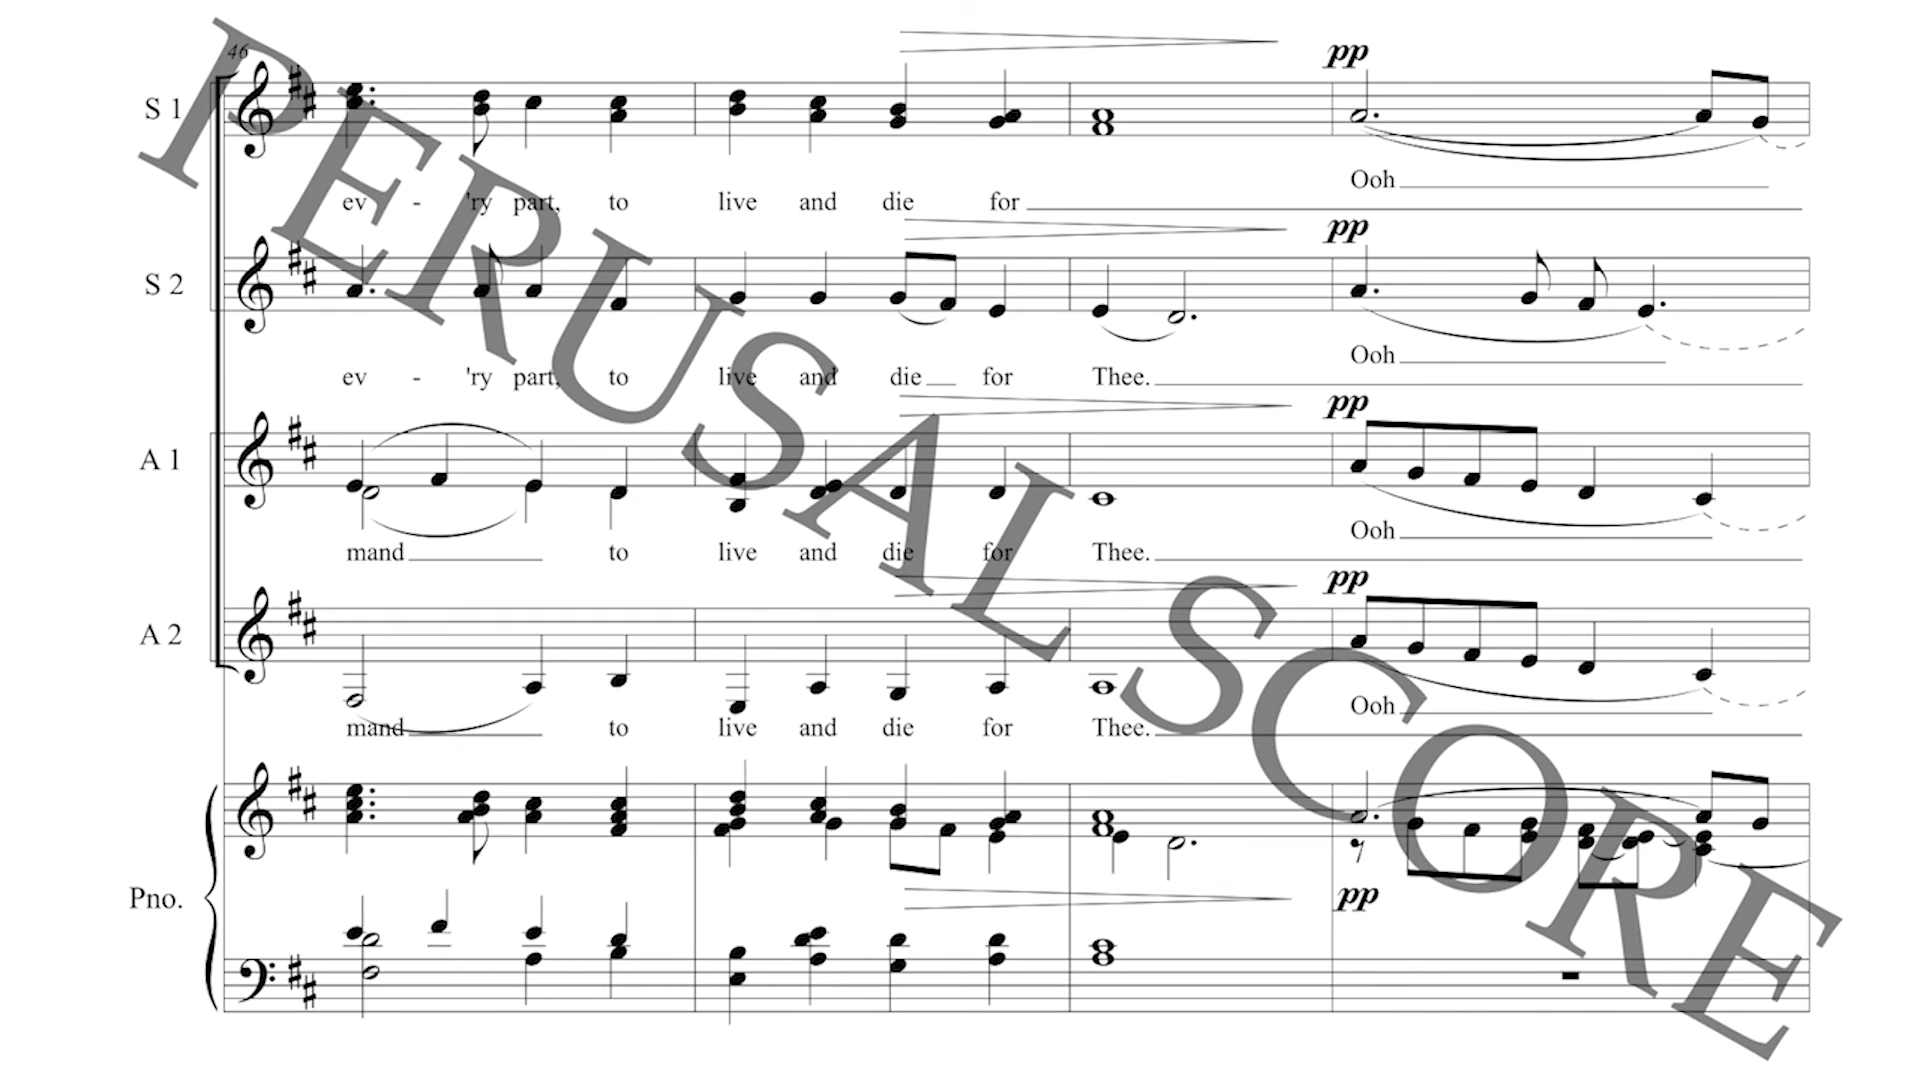 46
pp
S 1
Ooh
ev - 'ry part, to live and die for
pp
S 2
Ooh
ev - 'ry part, to live and die for Thee.
pp
A 1
Ooh
mand to live and die for Thee.
pp
A 2
Ooh
mand to live and die for Thee.
Pno.
pp
PERUSAL SCORE